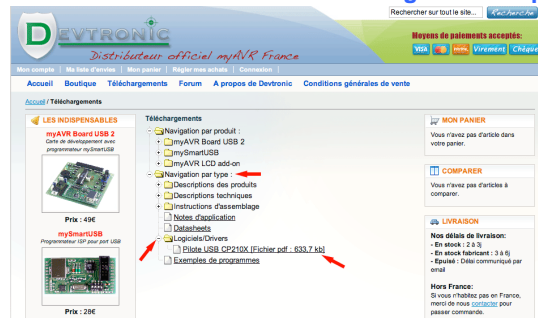 Rechercher sur tout le site...
Recherche
DEVTRONIC
Distributeur officiel myAVR France
Moyens de paiements acceptés:
VISA
Virement
Chèque
Mon compte | Ma liste d'envies | Mon panier | Régler mes achats | Connexion |
Accueil Boutique Téléchargements Forum A propos de Devtronic Conditions générales de vente
Accueil / Téléchargements
LES INDISPENSABLES
myAVR Board USB 2
Carte de développement avec
programmateur mySmartUSB
Prix : 49€
mySmartUSB
Programmateur ISP pour port USB
Prix : 28€
Téléchargements
Navigation par produit :
myAVR Board USB 2
mySmartUSB
myAVR LCD add-on
Navigation par type :
Descriptions des produits
Descriptions techniques
Instructions d'assemblage
Notes d'application
Datasheets
Logiciels/Drivers
Pilote USB CP210X [Fichier pdf : 633.7 kb]
Exemples de programmes
MON PANIER
Vous n'avez pas d'article dans
votre panier.
COMPARER
Vous n'avez pas d'articles à
comparer.
LIVRAISON
Nos délais de livraison:
- En stock : 2 à 3j
- En stock fabricant : 3 à 6j
- Epuisé : Délai communiqué par
email
Hors France:
Si vous n'habitez pas en France,
merci de nous contacter pour
passer commande.